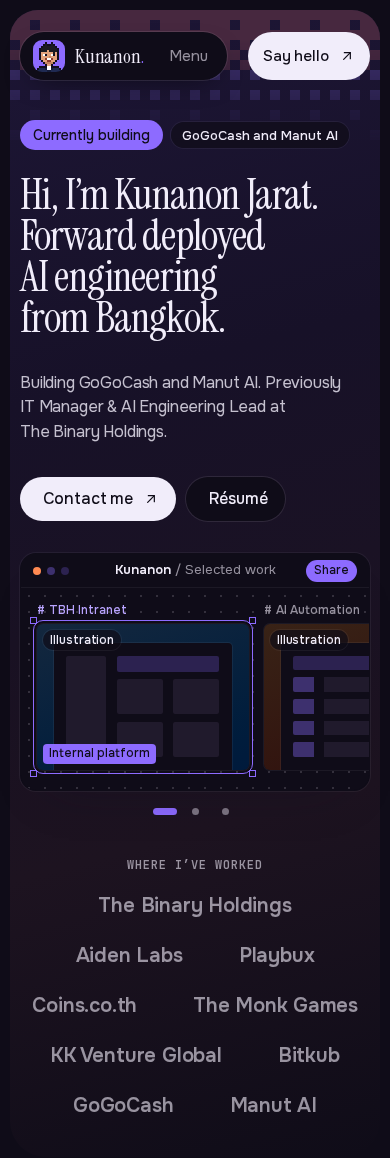 Kunanon.
Menu
Say hello
Currently building
GoGoCash and Manut AI
Hi, I’m Kunanon Jarat.
Forward deployed
AI engineering
from Bangkok.
Building GoGoCash and Manut AI. Previously
IT Manager & AI Engineering Lead at
The Binary Holdings.
Contact me
Résumé
Kunanon / Selected work
Share
# TBH Intranet
# AI Automation
Illustration
Illustration
Internal platform
WHERE I’VE WORKED
The Binary Holdings
Aiden Labs
Playbux
Coins.co.th
The Monk Games
KK Venture Global
Bitkub
GoGoCash
Manut AI